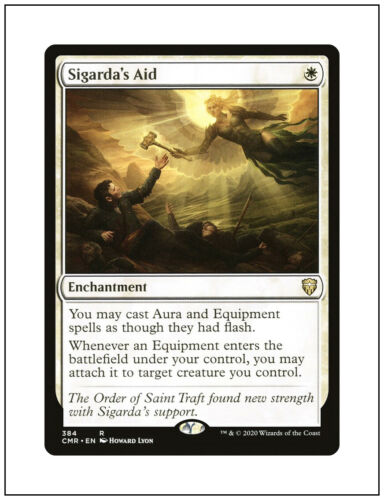 Sigarda's Aid
Enchantment
You may cast Aura and Equipment
spells as though they had flash.
Whenever an Equipment enters the
battlefield under your control, you may
attach it to target creature you control.
The Order of Saint Traft found new strength
with Sigarda's support.
384 R
CMR • EN Howard Lyon
™ & © 2020 Wizards of the Coast